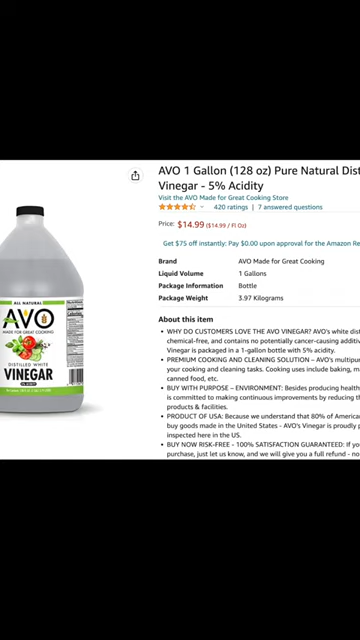 AVO 1 Gallon (128 oz) Pure Natural Dist
Vinegar - 5% Acidity
Visit the AVO Made for Great Cooking Store
420 ratings | 7 answered questions
Price: $14.99 ($14.99 / Fl Oz)
Get $75 off instantly: Pay $0.00 upon approval for the Amazon Re
Brand AVO Made for Great Cooking
Liquid Volume 1 Gallons
Package Information Bottle
Package Weight 3.97 Kilograms
About this item
• WHY DO CUSTOMERS LOVE THE AVO VINEGAR? AVO's white dist
chemical-free, and contains no potentially cancer-causing additiv
Vinegar is packaged in a 1-gallon bottle with 5% acidity.
• PREMIUM COOKING AND CLEANING SOLUTION – AVO's multipu
your cooking and cleaning tasks. Cooking uses include baking, ma
canned food, etc.
• BUY WITH PURPOSE – ENVIRONMENT: Besides producing health
is committed to making continuous improvements by reducing th
products & facilities.
• PRODUCT OF USA: Because we understand that 80% of American
buy goods made in the United States - AVO's Vinegar is proudly p
inspected here in the US.
• BUY NOW RISK-FREE - 100% SATISFACTION GUARANTEED: If yo
purchase, just let us know, and we will give you a full refund - no
ALL NATURAL
AVO
MADE FOR GREAT COOKING
DISTILLED WHITE
VINEGAR
5% ACIDITY